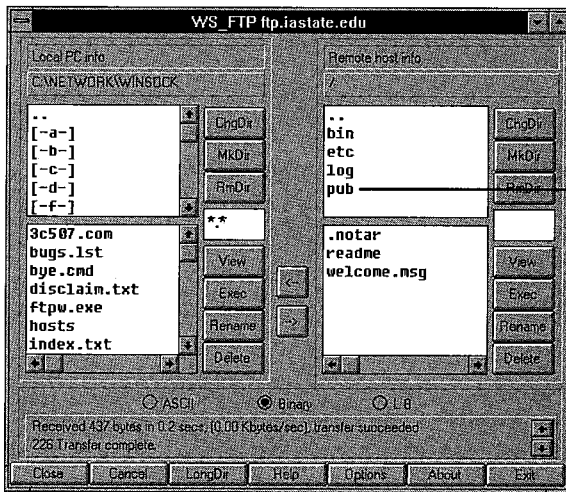 WS_FTP ftp.iastate.edu
Local PC info
C:\NETWORK\WINSOCK
..
[-a-]
[-b-]
[-c-]
[-d-]
[-f-]
ChgDir
MkDir
RmDir
*.*
3c507.com
bugs.lst
bye.cmd
disclaim.txt
ftpw.exe
hosts
index.txt
View
Exec
Rename
Delete
<-
->
Remote host info
/
..
bin
etc
log
pub
ChgDir
MkDir
RmDir
.notar
readme
welcome.msg
View
Exec
Rename
Delete
ASCII
Binary
L8
Received 437 bytes in 0.2 secs, (0.00 Kbytes/sec), transfer succeeded
226 Transfer complete.
Close
Cancel
LongDir
Help
Options
About
Exit